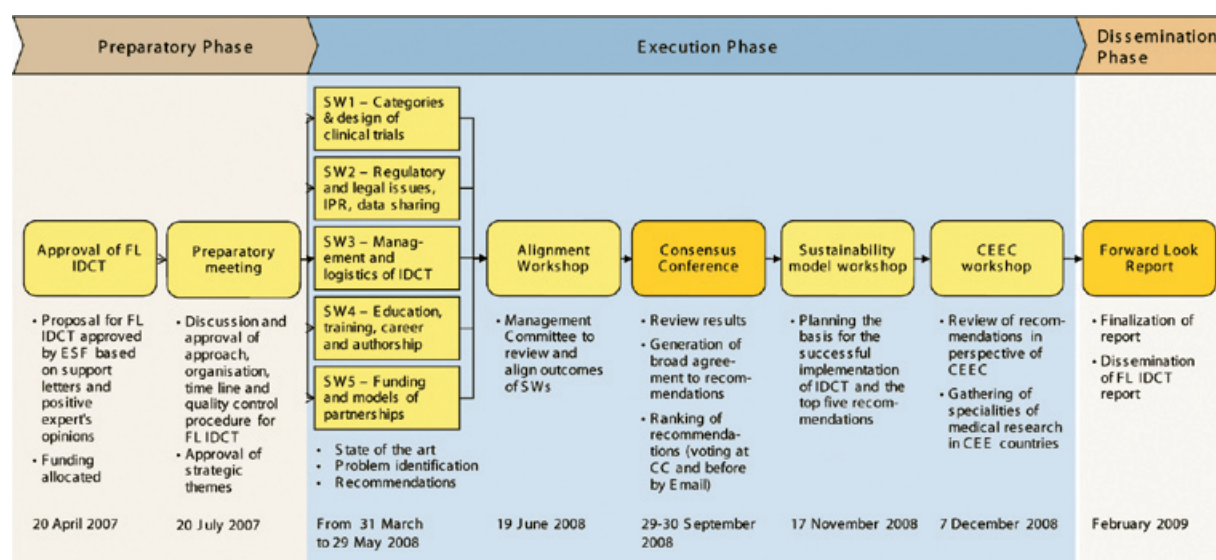 Preparatory Phase
Execution Phase
Dissemination
Phase
Approval of FL
IDCT
• Proposal for FL
IDCT approved
by ESF based
on support
letters and
positive
expert's
opinions
• Funding
allocated
20 April 2007
Preparatory
meeting
• Discussion and
approval of
approach,
organisation,
time line and
quality control
procedure for
FL IDCT
• Approval of
strategic
themes
20 July 2007
SW1 – Categories
& design of
clinical trials
SW2 – Regulatory
and legal issues,
IPR, data sharing
SW3 – Manag-
ement and
logistics of IDCT
SW4 – Education,
training, career
and authorship
SW5 – Funding
and models of
partnerships
• State of the art
• Problem identification
• Recommendations
From 31 March
to 29 May 2008
Alignment
Workshop
• Management
Committee to
review and
align outcomes
of SWs
19 June 2008
Consensus
Conference
• Review results
• Generation of
broad agree-
ment to recom-
mendations
• Ranking of
recommenda-
tions (voting at
CC and before
by Email)
29-30 September
2008
Sustainability
model workshop
• Planning the
basis for the
successful
implementation
of IDCT and the
top five recom-
mendations
17 November 2008
CEEC
workshop
• Review of recom-
mendations in
perspective of
CEEC
• Gathering of
specialities of
medical research
in CEE countries
7 December 2008
Forward Look
Report
• Finalization of
report
• Dissemination
of FL IDCT
report
February 2009